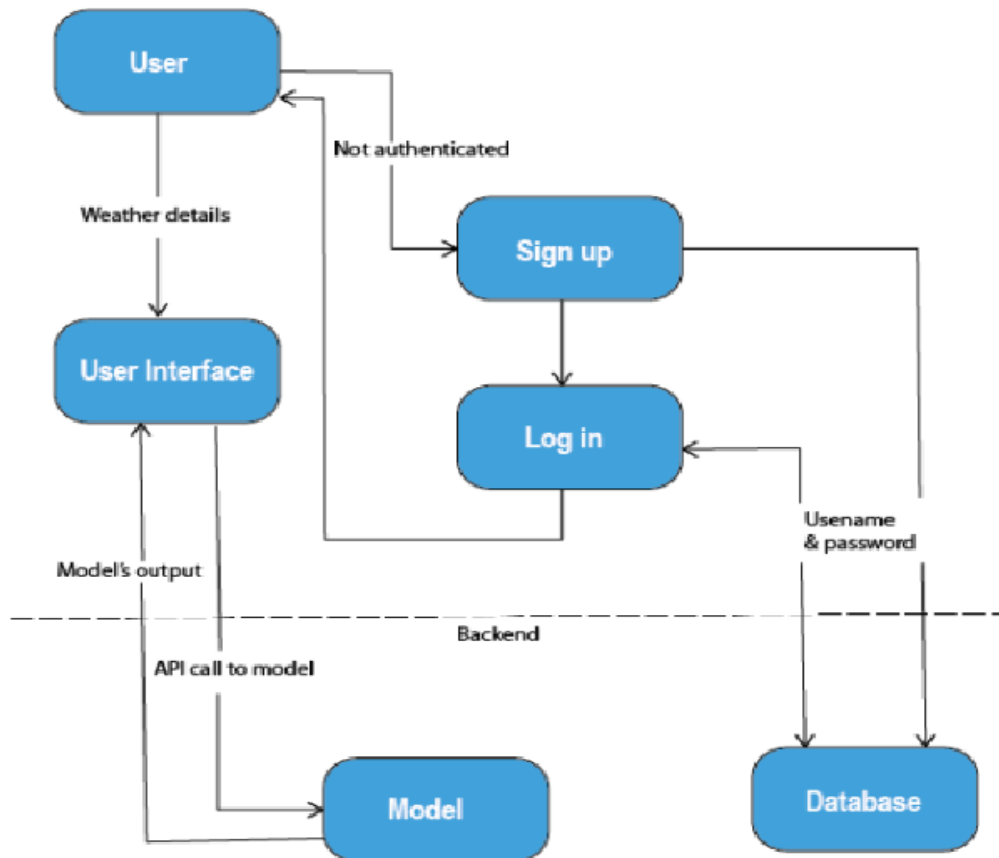 User
Not authenticated
Weather details
Sign up
User Interface
Log in
Usename
& password
Model's output
Backend
API call to model
Model
Database